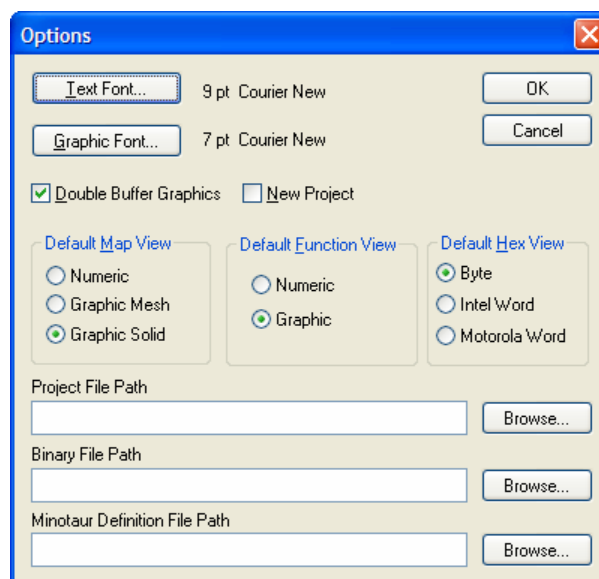 Options
Text Font... 9 pt Courier New OK
Graphic Font... 7 pt Courier New Cancel
Double Buffer Graphics New Project
Default Map View Default Function View Default Hex View
Numeric Numeric Byte
Graphic Mesh Graphic Intel Word
Graphic Solid Motorola Word
Project File Path
Browse...
Binary File Path
Browse...
Minotaur Definition File Path
Browse...